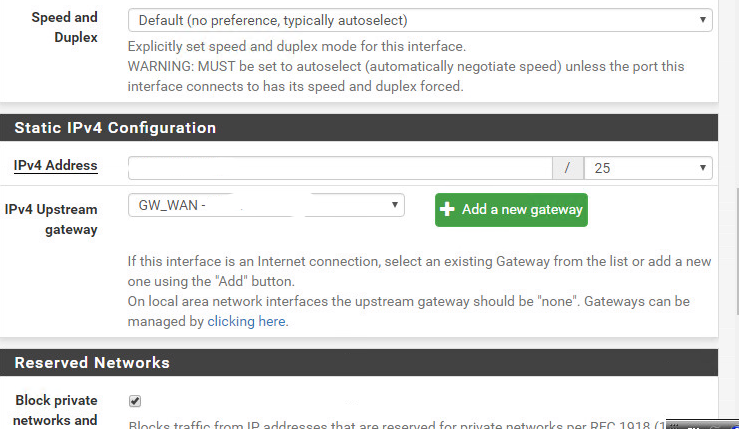 Speed and Duplex
Default (no preference, typically autoselect)
Explicitly set speed and duplex mode for this interface.
WARNING: MUST be set to autoselect (automatically negotiate speed) unless the port this
interface connects to has its speed and duplex forced.
Static IPv4 Configuration
IPv4 Address
/ 25
IPv4 Upstream
gateway
GW_WAN -
Add a new gateway
If this interface is an Internet connection, select an existing Gateway from the list or add a new
one using the "Add" button.
On local area network interfaces the upstream gateway should be "none". Gateways can be
managed by clicking here.
Reserved Networks
Block private
networks and
Blocks traffic from IP addresses that are reserved for private networks per RFC 1918 (1